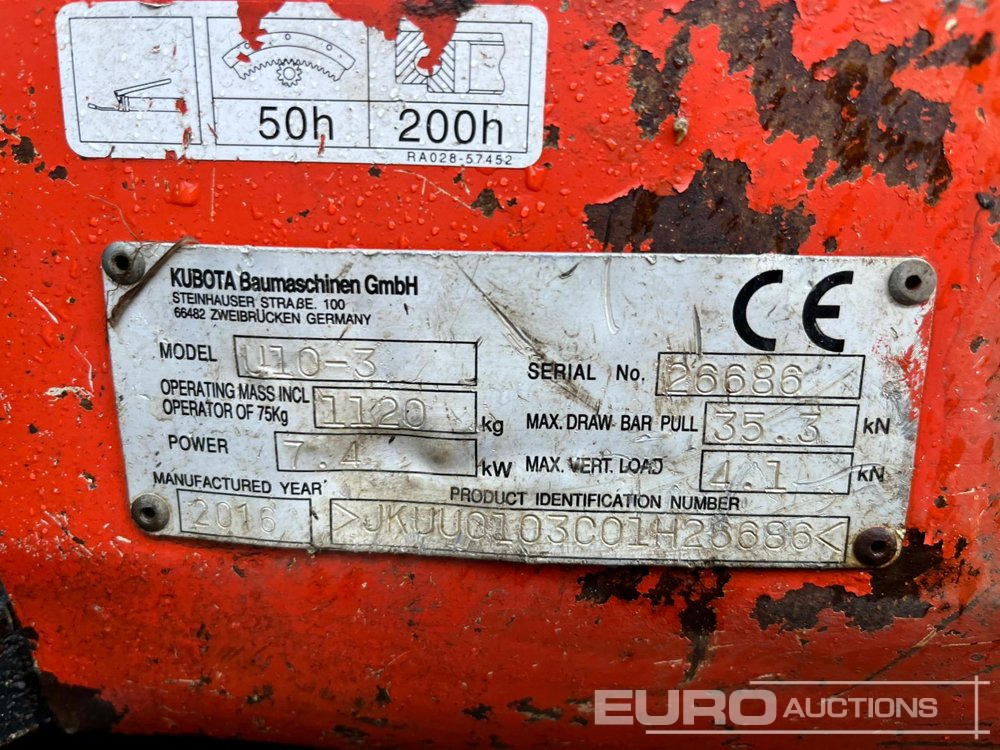 50h 200h
RA028-57452
KUBOTA Baumaschinen GmbH
STEINHAUSER STRAßE. 100
66482 ZWEIBRÜCKEN GERMANY
CE
MODEL U10-3
SERIAL No. 26686
OPERATING MASS INCL
OPERATOR OF 75Kg 1120 kg
MAX. DRAW BAR PULL 35.3 kN
POWER 7.4 kW
MAX. VERT. LOAD 4.1 kN
MANUFACTURED YEAR 2016
PRODUCT IDENTIFICATION NUMBER
>JKUU0103C01H26686<
EURO AUCTIONS